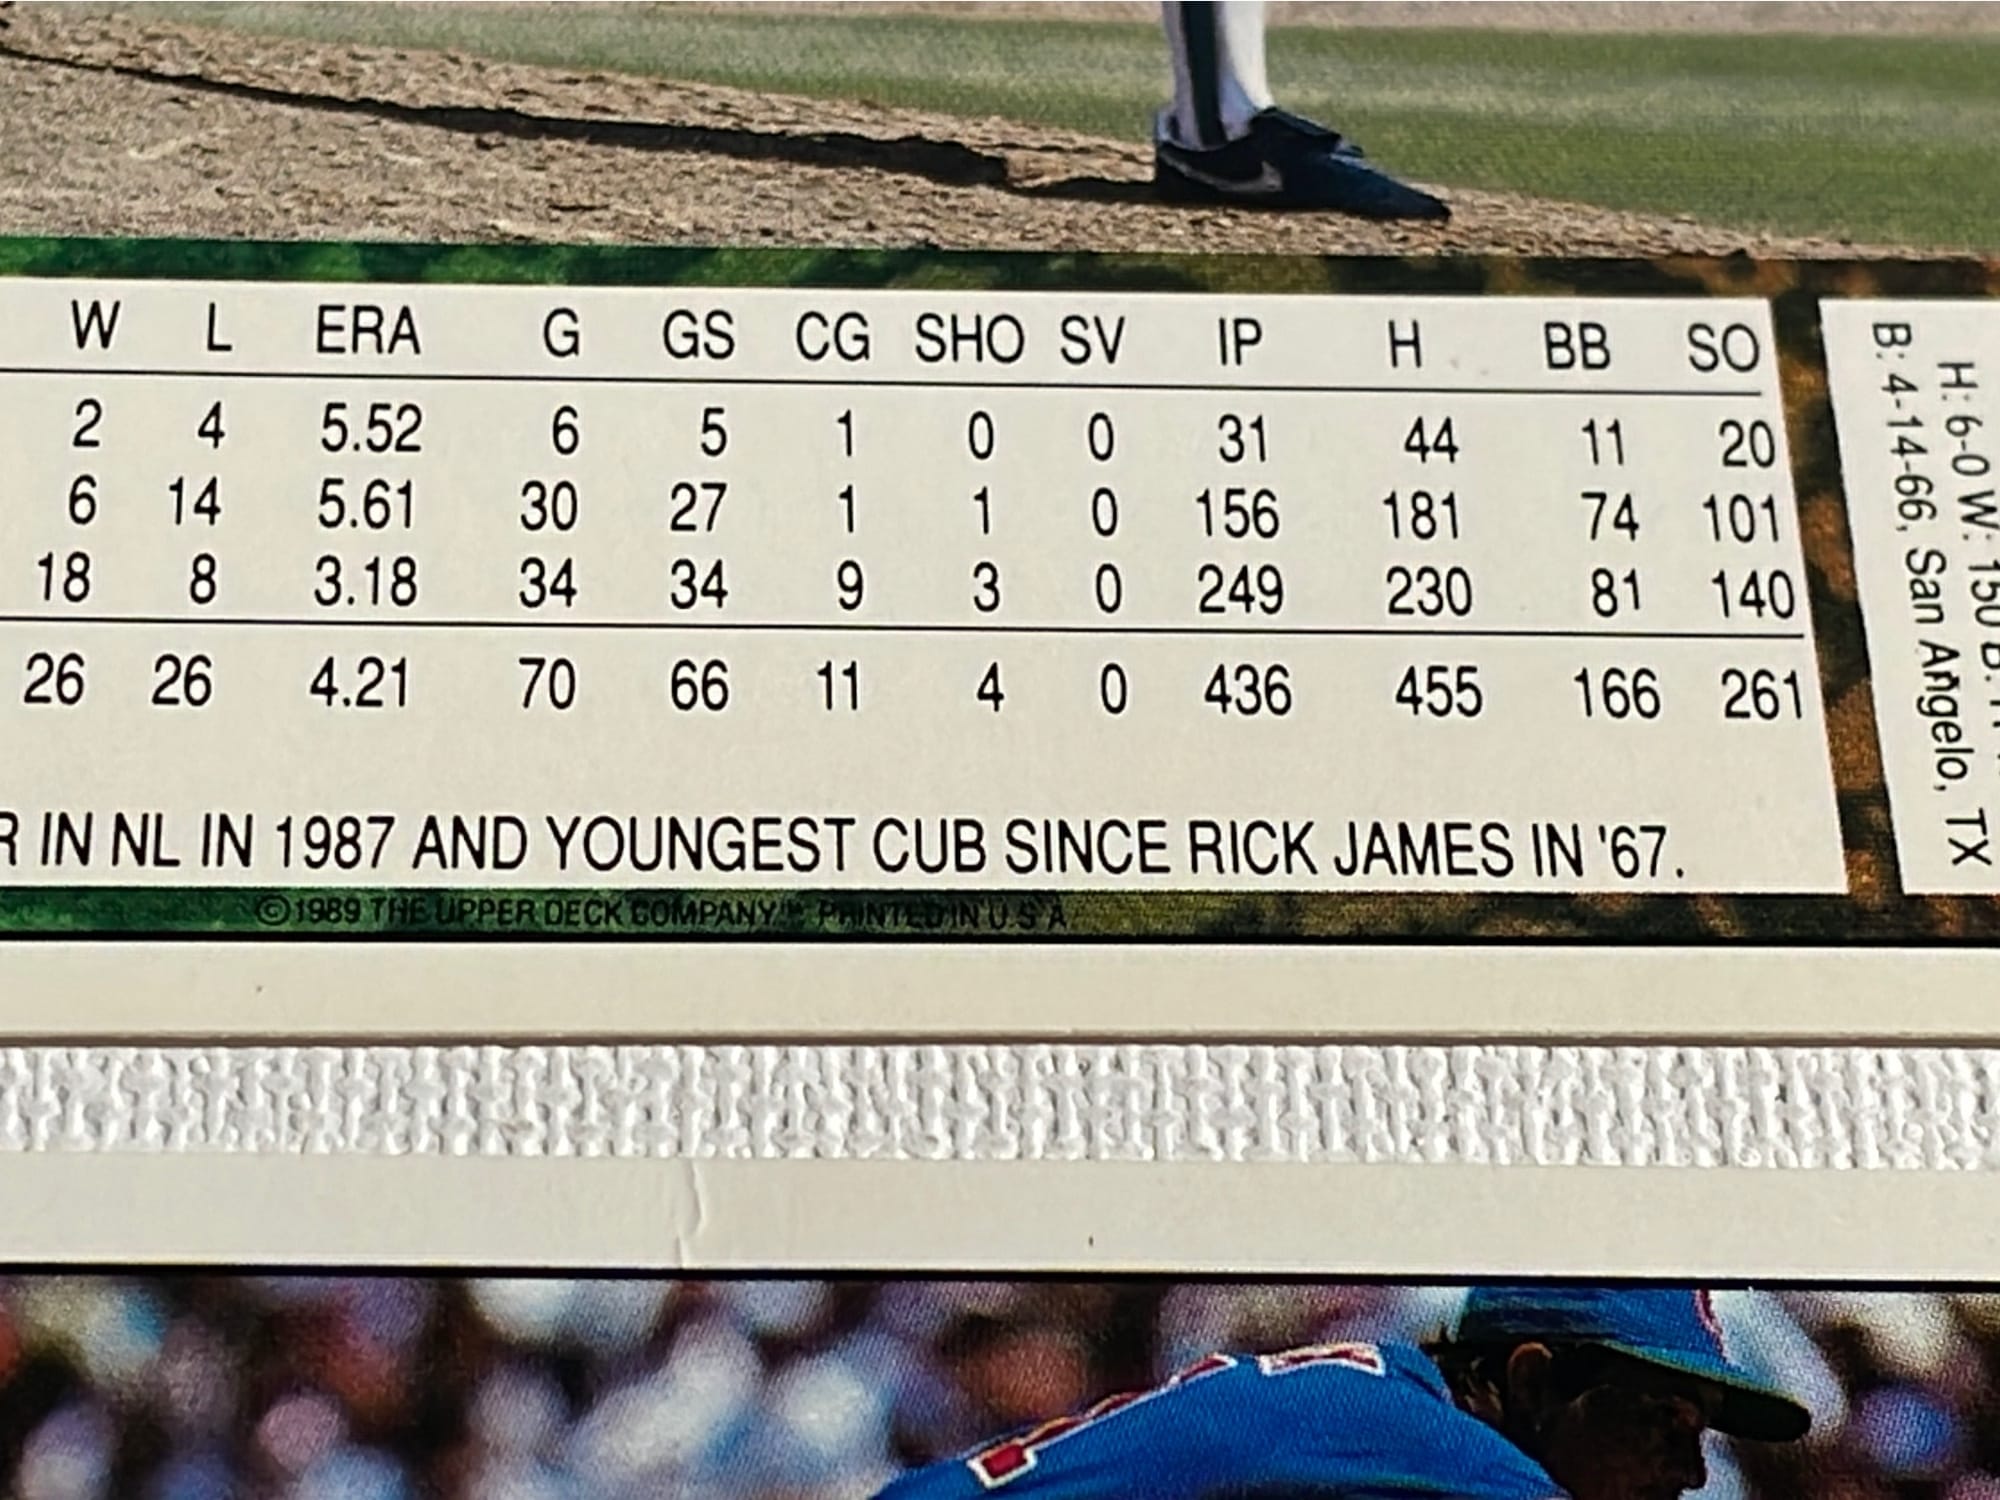 W L ERA G GS CG SHO SV IP H BB SO
2 4 5.52 6 5 1 0 0 31 44 11 20
6 14 5.61 30 27 1 1 0 156 181 74 101
18 8 3.18 34 34 9 3 0 249 230 81 140
26 26 4.21 70 66 11 4 0 436 455 166 261
R IN NL IN 1987 AND YOUNGEST CUB SINCE RICK JAMES IN '67.
©1989 THE UPPER DECK COMPANY™ PRINTED IN U.S.A
H: 6-0 W: 150 B:
B: 4-14-66, San Angelo, TX